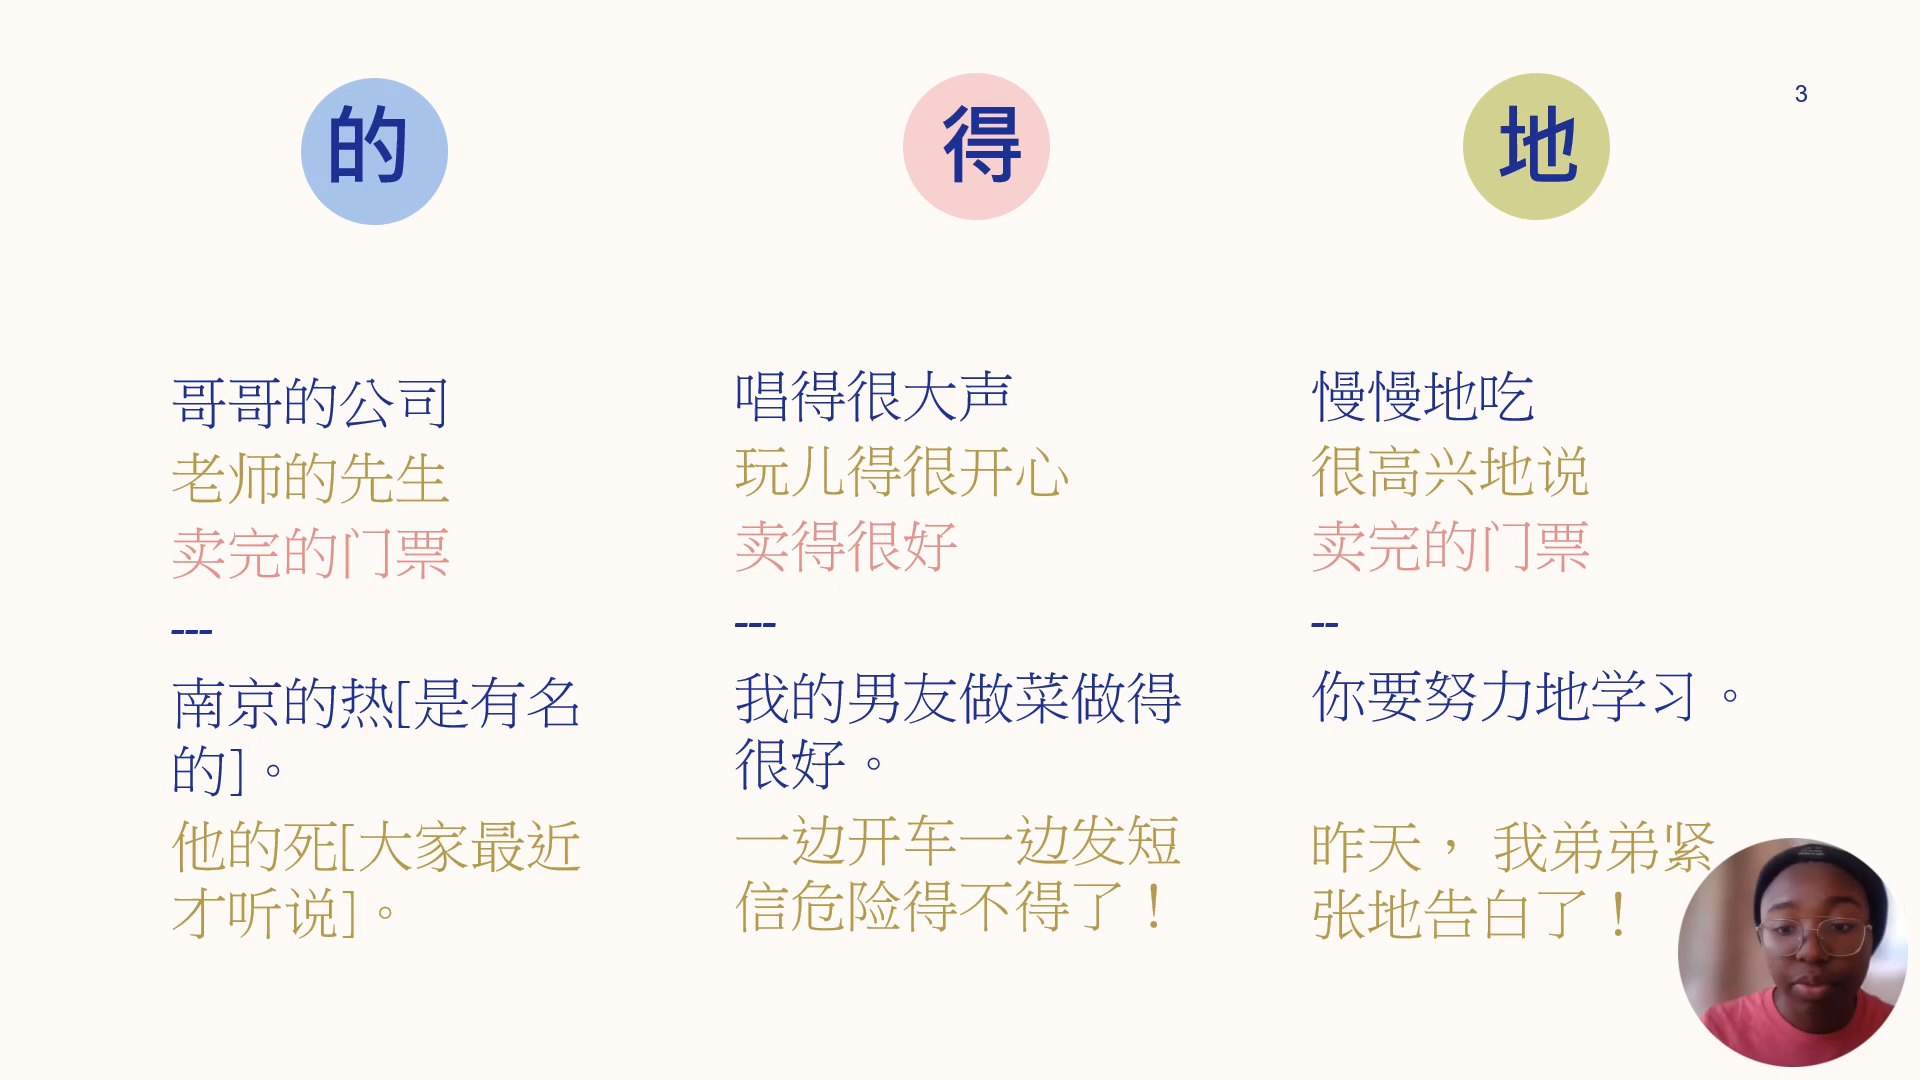 的
得
地
3
哥哥的公司
老师的先生
卖完的门票
---
南京的热[是有名
的]。
他的死[大家最近
才听说]。
唱得很大声
玩儿得很开心
卖得很好
---
我的男友做菜做得
很好。
一边开车一边发短
信危险得不得了！
慢慢地吃
很高兴地说
卖完的门票
--
你要努力地学习。
昨天， 我弟弟紧
张地告白了！